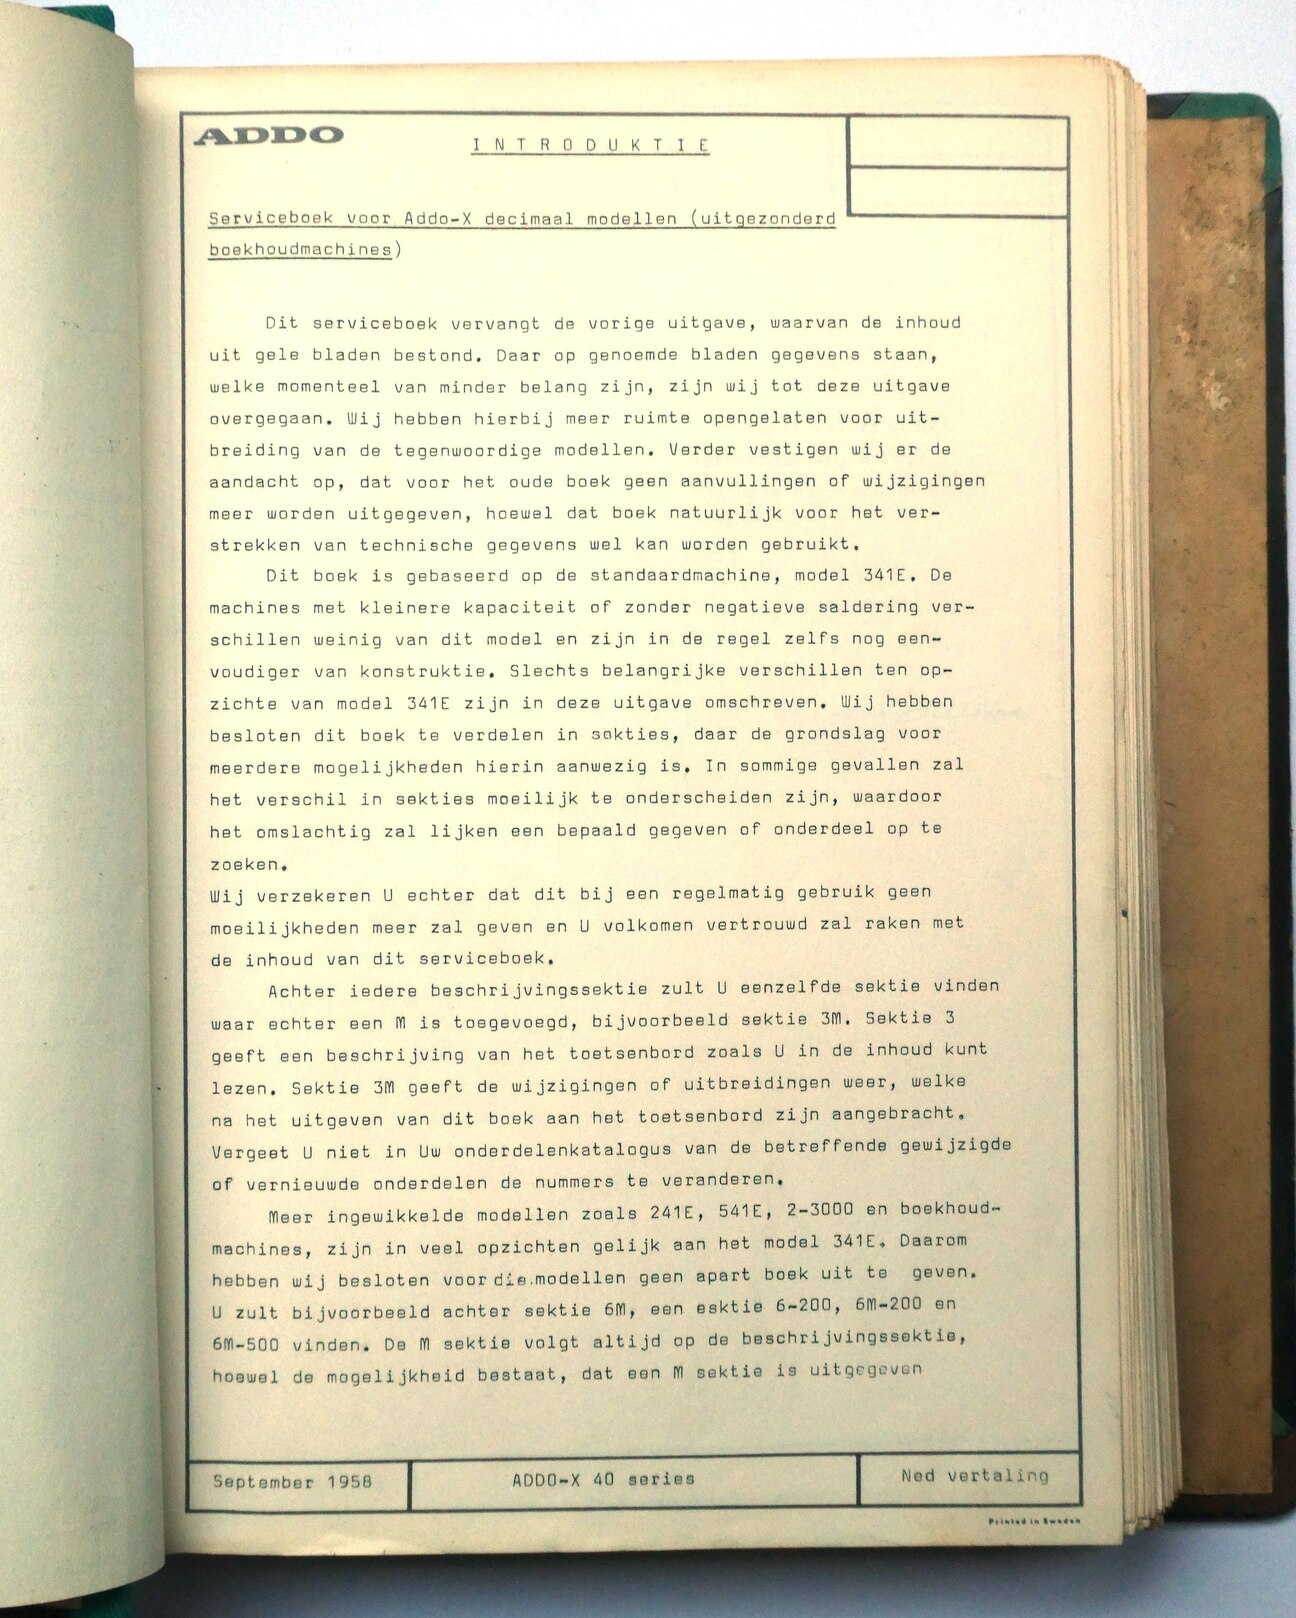 ADDO
INTRODUKTIE
Serviceboek voor Addo-X decimaal modellen (uitgezonderd
boekhoudmachines)
Dit serviceboek vervangt de vorige uitgave, waarvan de inhoud
uit gele bladen bestond. Daar op genoemde bladen gegevens staan,
welke momenteel van minder belang zijn, zijn wij tot deze uitgave
overgegaan. Wij hebben hierbij meer ruimte opengelaten voor uit-
breiding van de tegenwoordige modellen. Verder vestigen wij er de
aandacht op, dat voor het oude boek geen aanvullingen of wijzigingen
meer worden uitgegeven, hoewel dat boek natuurlijk voor het ver-
strekken van technische gegevens wel kan worden gebruikt.
Dit boek is gebaseerd op de standaardmachine, model 341E. De
machines met kleinere kapaciteit of zonder negatieve saldering ver-
schillen weinig van dit model en zijn in de regel zelfs nog een-
voudiger van konstruktie. Slechts belangrijke verschillen ten op-
zichte van model 341E zijn in deze uitgave omschreven. Wij hebben
besloten dit boek te verdelen in sekties, daar de grondslag voor
meerdere mogelijkheden hierin aanwezig is. In sommige gevallen zal
het verschil in sekties moeilijk te onderscheiden zijn, waardoor
het omslachtig zal lijken een bepaald gegeven of onderdeel op te
zoeken.
Wij verzekeren U echter dat dit bij een regelmatig gebruik geen
moeilijkheden meer zal geven en U volkomen vertrouwd zal raken met
de inhoud van dit serviceboek.
Achter iedere beschrijvingssektie zult U eenzelfde sektie vinden
waar echter een M is toegevoegd, bijvoorbeeld sektie 3M. Sektie 3
geeft een beschrijving van het toetsenbord zoals U in de inhoud kunt
lezen. Sektie 3M geeft de wijzigingen of uitbreidingen weer, welke
na het uitgeven van dit boek aan het toetsenbord zijn aangebracht.
Vergeet U niet in Uw onderdelenkatalogus van de betreffende gewijzigde
of vernieuwde onderdelen de nummers te veranderen.
Meer ingewikkelde modellen zoals 241E, 541E, 2-3000 en boekhoud-
machines, zijn in veel opzichten gelijk aan het model 341E. Daarom
hebben wij besloten voor die.modellen geen apart boek uit te geven.
U zult bijvoorbeeld achter sektie 6M, een esktie 6-200, 6M-200 en
6M-500 vinden. De M sektie volgt altijd op de beschrijvingssektie,
hoewel de mogelijkheid bestaat, dat een M sektie is uitgegeven
September 1958
ADDO-X 40 series
Ned vertaling
Printed in Sweden